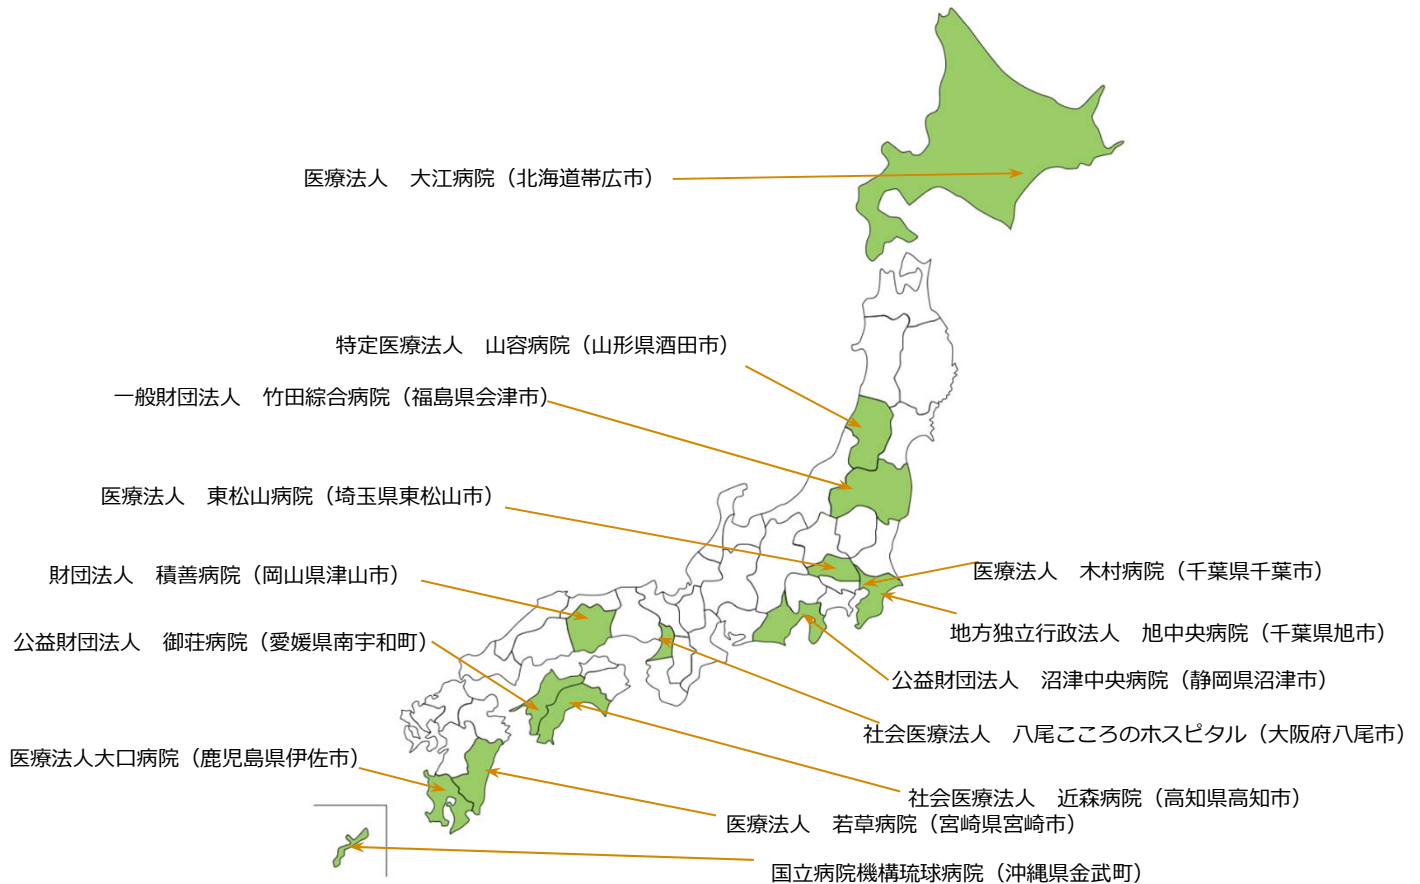 医療法人　大江病院（北海道帯広市）
特定医療法人　山容病院（山形県酒田市）
一般財団法人　竹田綜合病院（福島県会津市）
医療法人　東松山病院（埼玉県東松山市）
財団法人　積善病院（岡山県津山市）
医療法人　木村病院（千葉県千葉市）
地方独立行政法人　旭中央病院（千葉県旭市）
公益財団法人　御荘病院（愛媛県南宇和町）
公益財団法人　沼津中央病院（静岡県沼津市）
社会医療法人　八尾こころのホスピタル（大阪府八尾市）
医療法人大口病院（鹿児島県伊佐市）
社会医療法人　近森病院（高知県高知市）
医療法人　若草病院（宮崎県宮崎市）
国立病院機構琉球病院（沖縄県金武町）